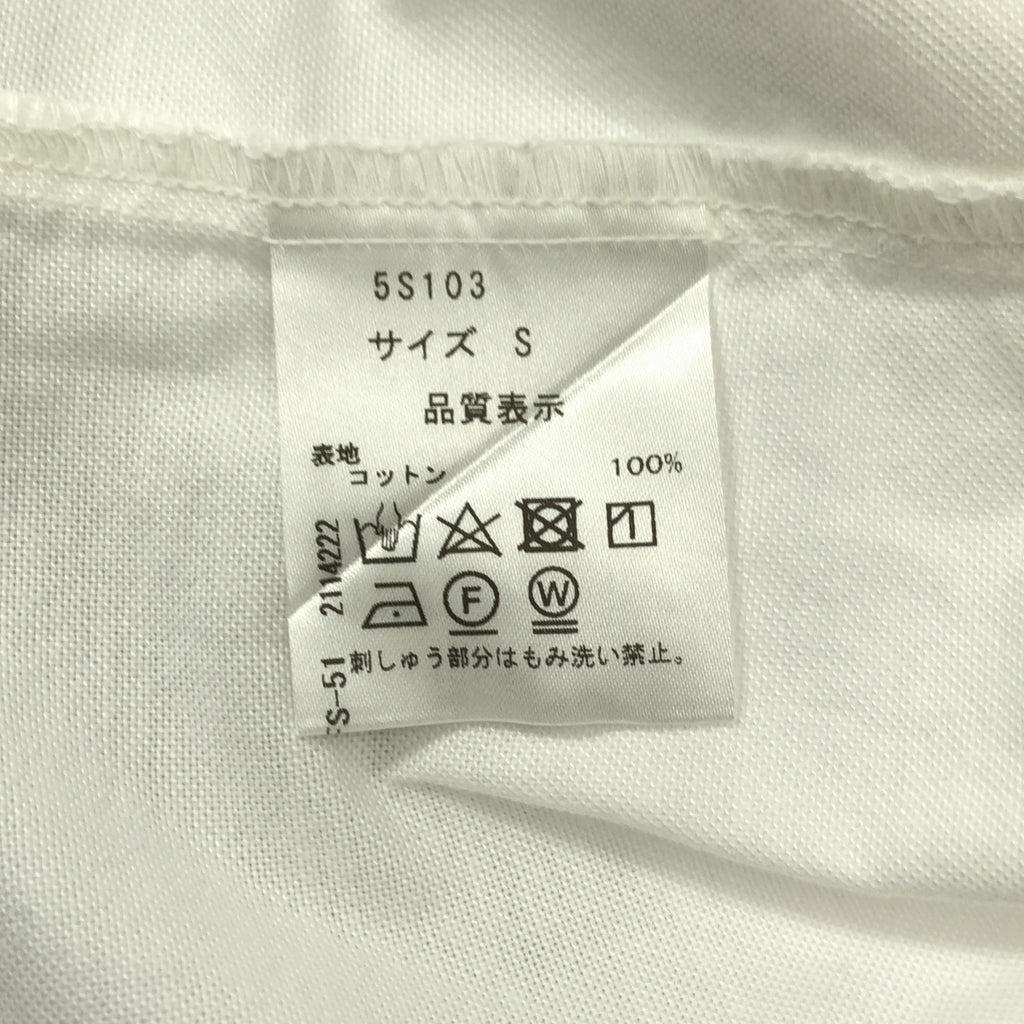 5S103
サイズ S
品質表示
表地
コットン 100%
F W
刺しゅう部分はもみ洗い禁止。
2114222
-51